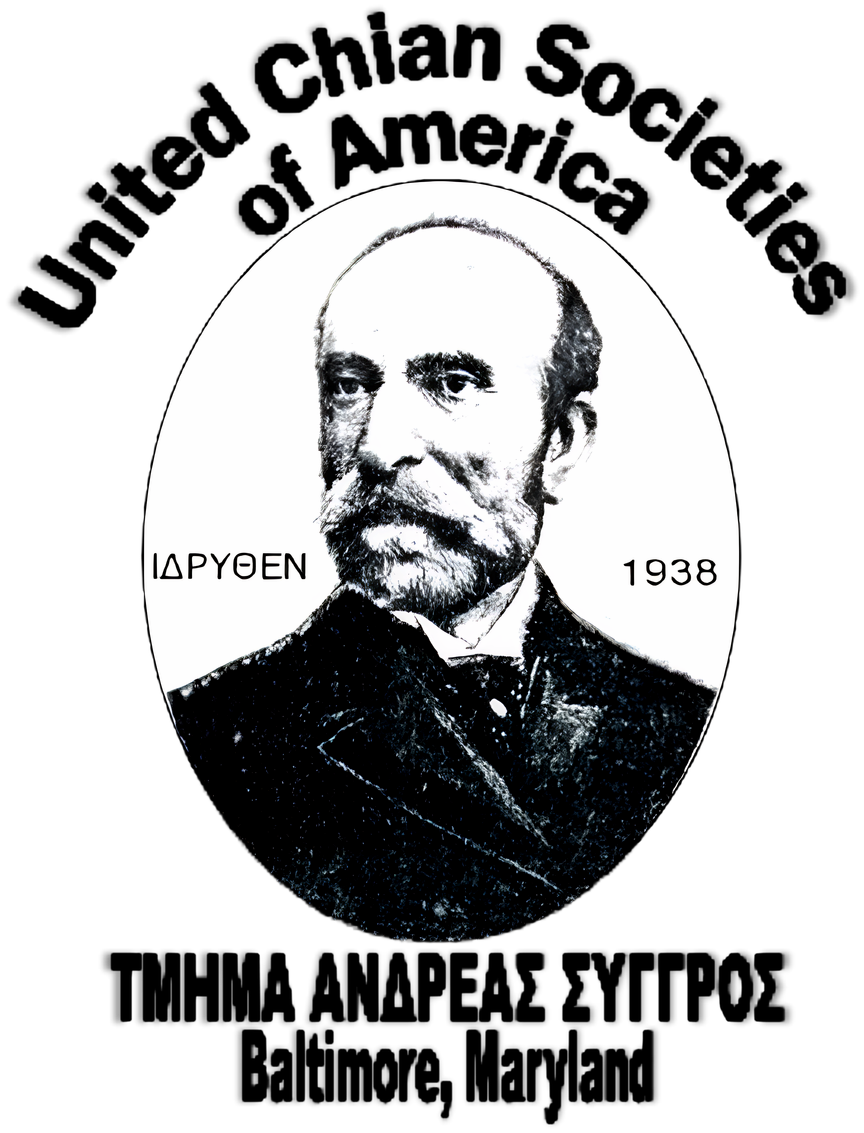 United Chian Societies
of America
ΙΔΡΥΘΕΝ 1938
ΤΜΗΜΑ ΑΝΔΡΕΑΣ ΣΥΓΓΡΟΣ
Baltimore, Maryland